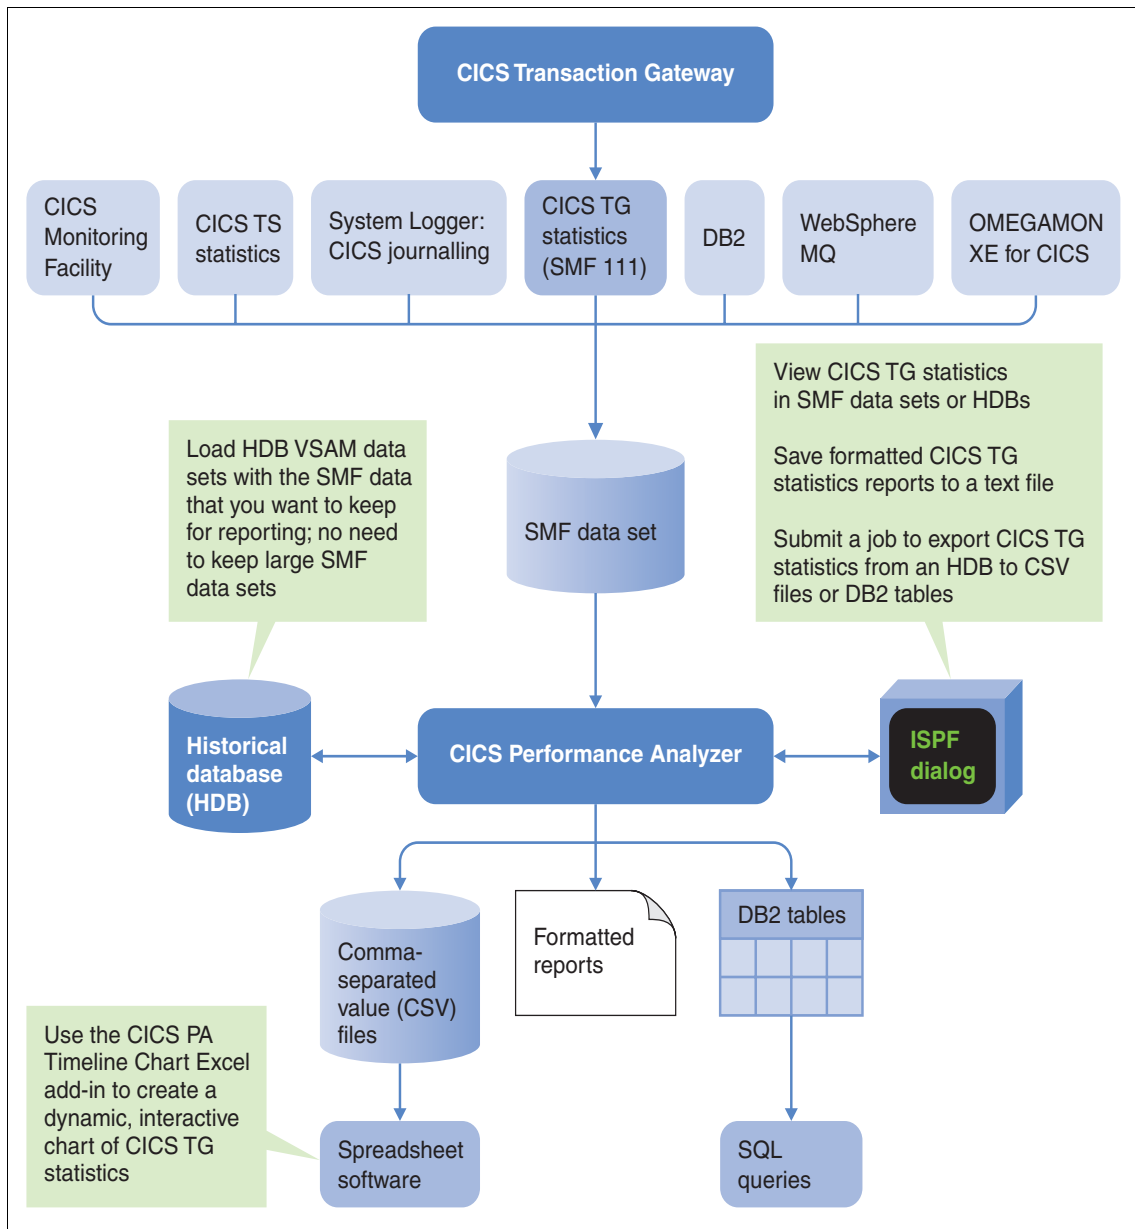 CICS Transaction Gateway
CICS
Monitoring
Facility
CICS TS
statistics
System Logger:
CICS journalling
CICS TG
statistics
(SMF 111)
DB2
WebSphere
MQ
OMEGAMON
XE for CICS
View CICS TG statistics
in SMF data sets or HDBs
Save formatted CICS TG
statistics reports to a text file
Submit a job to export CICS TG
statistics from an HDB to CSV
files or DB2 tables
Load HDB VSAM data
sets with the SMF data
that you want to keep
for reporting; no need
to keep large SMF
data sets
SMF data set
Historical
database
(HDB)
CICS Performance Analyzer
ISPF
dialog
Comma-
separated
value (CSV)
files
Formatted
reports
DB2 tables
Use the CICS PA
Timeline Chart Excel
add-in to create a
dynamic, interactive
chart of CICS TG
statistics
Spreadsheet
software
SQL
queries